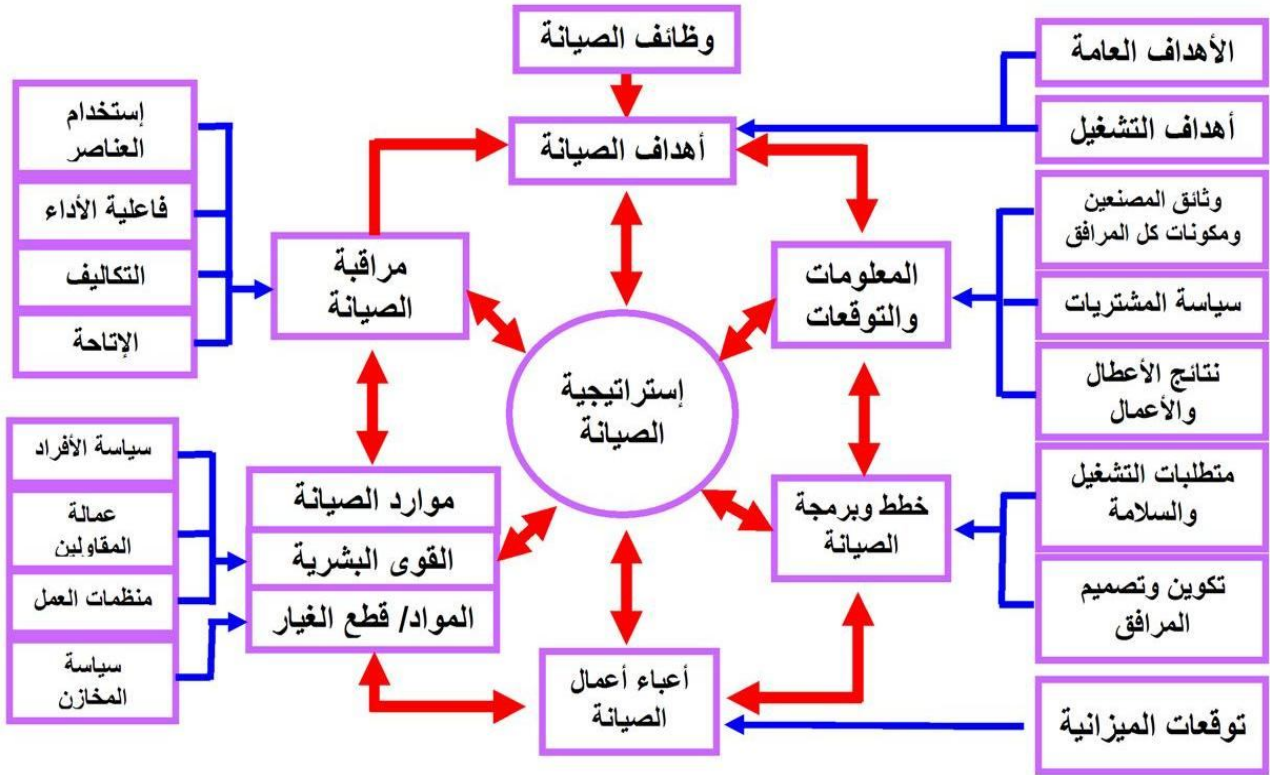 وظائف الصيانة
أهداف الصيانة
الأهداف العامة
أهداف التشغيل
وثائق المصنعين
ومكونات كل المرافق
سياسة المشتريات
نتائج الأعطال
والأعمال
المعلومات
والتوقعات
متطلبات التشغيل
والسلامة
تكوين وتصميم
المرافق
خطط وبرمجة
الصيانة
توقعات الميزانية
أعباء أعمال
الصيانة
إستراتيجية
الصيانة
مراقبة
الصيانة
إستخدام
العناصر
فاعلية الأداء
التكاليف
الإتاحة
موارد الصيانة
القوى البشرية
المواد/ قطع الغيار
سياسة الأفراد
عمالة
المقاولين
منظمات العمل
سياسة
المخازن